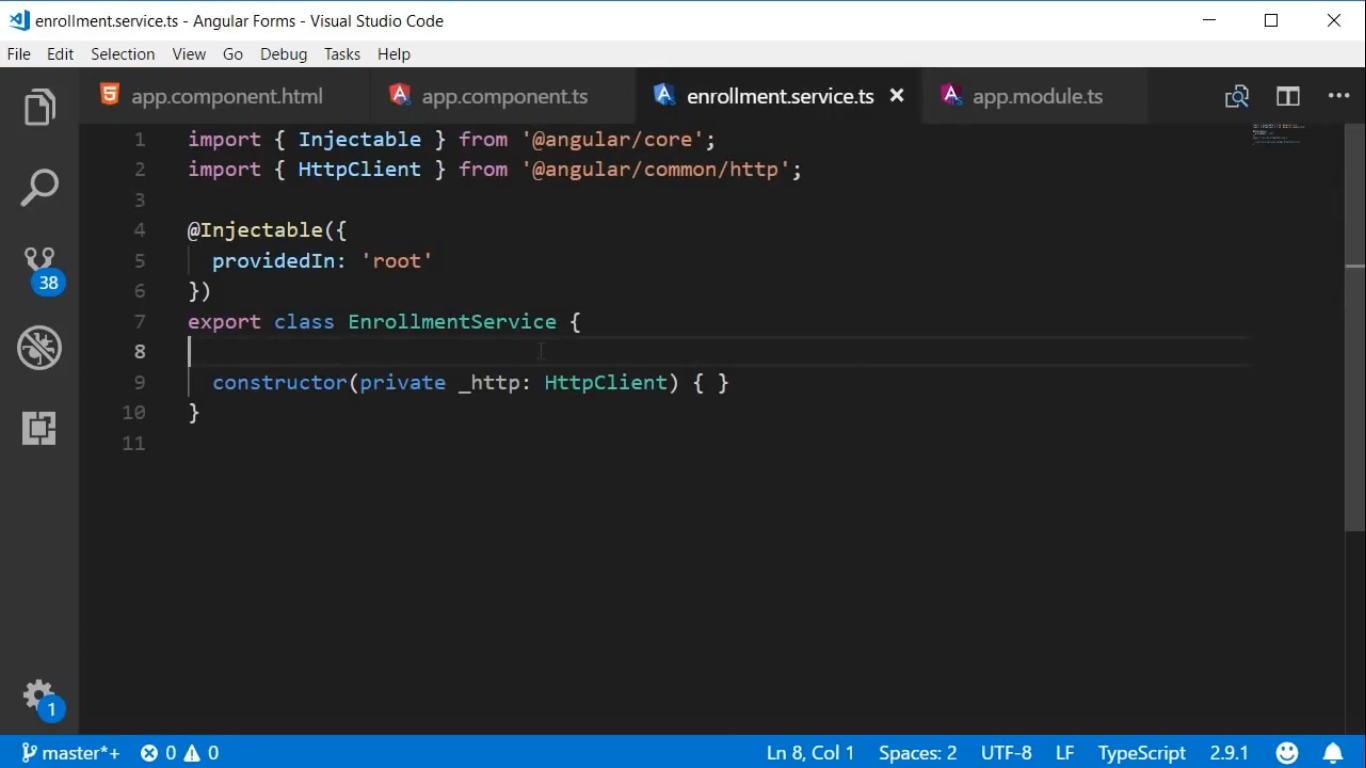 enrollment.service.ts - Angular Forms - Visual Studio Code
File Edit Selection View Go Debug Tasks Help
app.component.html app.component.ts enrollment.service.ts app.module.ts
1 import { Injectable } from '@angular/core';
2 import { HttpClient } from '@angular/common/http';
3
4 @Injectable({
5 providedIn: 'root'
6 })
7 export class EnrollmentService {
8
9 constructor(private _http: HttpClient) { }
10 }
11
38
1
master*+ 0 0 Ln 8, Col 1 Spaces: 2 UTF-8 LF TypeScript 2.9.1